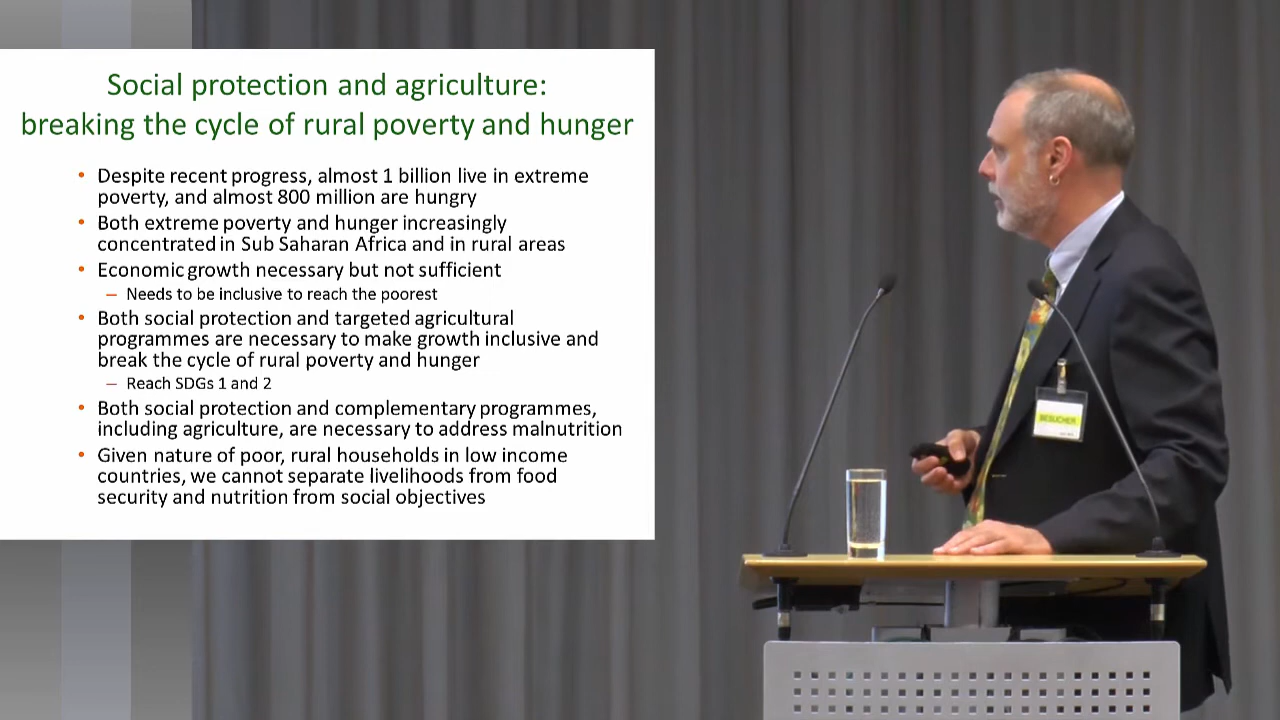 Social protection and agriculture:
breaking the cycle of rural poverty and hunger
• Despite recent progress, almost 1 billion live in extreme
poverty, and almost 800 million are hungry
• Both extreme poverty and hunger increasingly
concentrated in Sub Saharan Africa and in rural areas
• Economic growth necessary but not sufficient
– Needs to be inclusive to reach the poorest
• Both social protection and targeted agricultural
programmes are necessary to make growth inclusive and
break the cycle of rural poverty and hunger
– Reach SDGs 1 and 2
• Both social protection and complementary programmes,
including agriculture, are necessary to address malnutrition
• Given nature of poor, rural households in low income
countries, we cannot separate livelihoods from food
security and nutrition from social objectives
BESUCHER